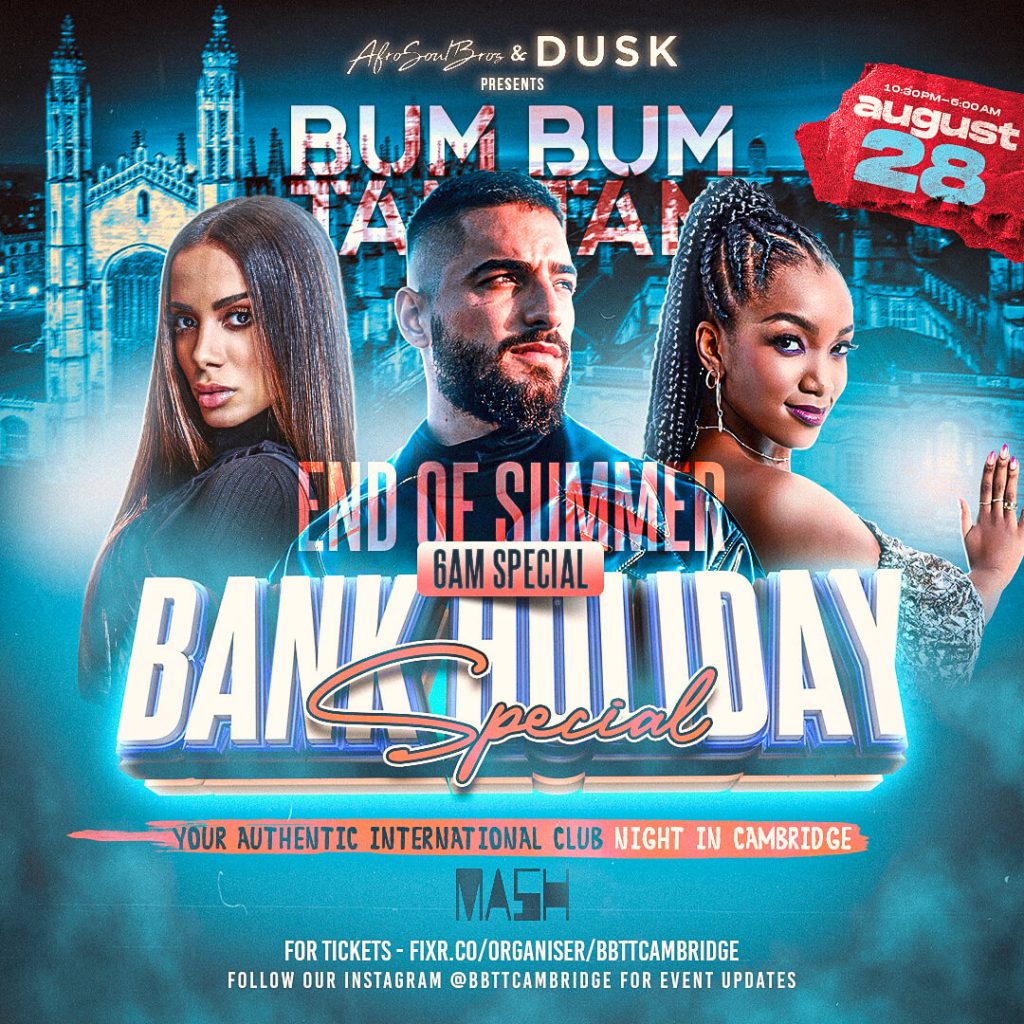 AfroSoulBros & DUSK
PRESENTS
BUM BUM
TAM TAM
10:30PM–6:00AM
august
28
END OF SUMMER
6AM SPECIAL
BANK HOLIDAY
Special
YOUR AUTHENTIC INTERNATIONAL CLUB NIGHT IN CAMBRIDGE
MASH
FOR TICKETS - FIXR.CO/ORGANISER/BBTTCAMBRIDGE
FOLLOW OUR INSTAGRAM @BBTTCAMBRIDGE FOR EVENT UPDATES